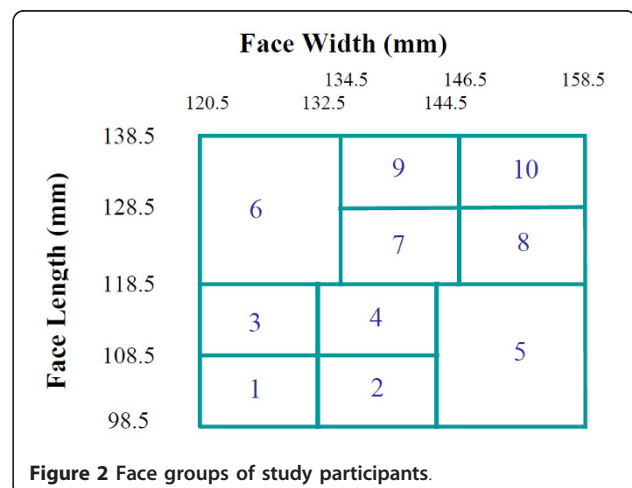 Face Width (mm)
134.5 146.5 158.5
120.5 132.5 144.5
Face Length (mm)
138.5
9 10
6
128.5
7 8
118.5
3 4
5
108.5
1 2
98.5
Figure 2 Face groups of study participants.